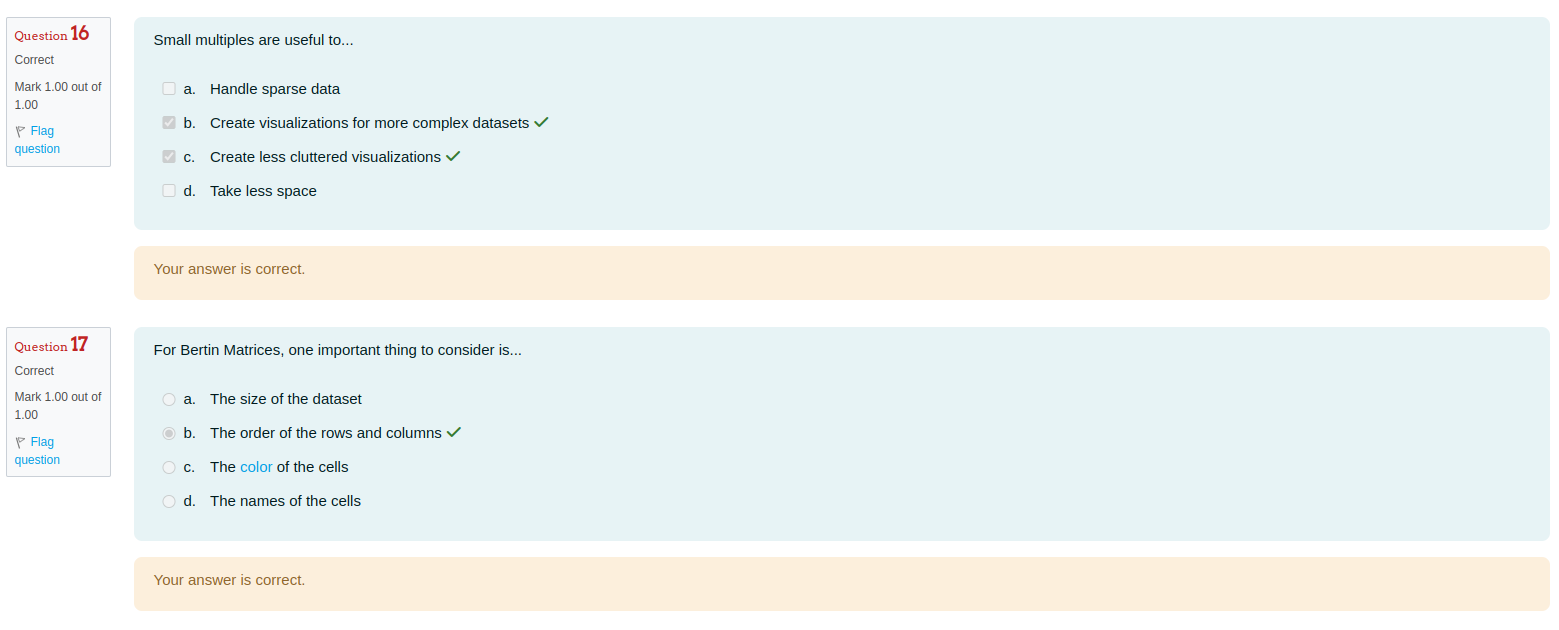 Question 16
Correct
Mark 1.00 out of
1.00
Flag
question
Small multiples are useful to...
a. Handle sparse data
b. Create visualizations for more complex datasets
c. Create less cluttered visualizations
d. Take less space
Your answer is correct.
Question 17
Correct
Mark 1.00 out of
1.00
Flag
question
For Bertin Matrices, one important thing to consider is...
a. The size of the dataset
b. The order of the rows and columns
c. The color of the cells
d. The names of the cells
Your answer is correct.